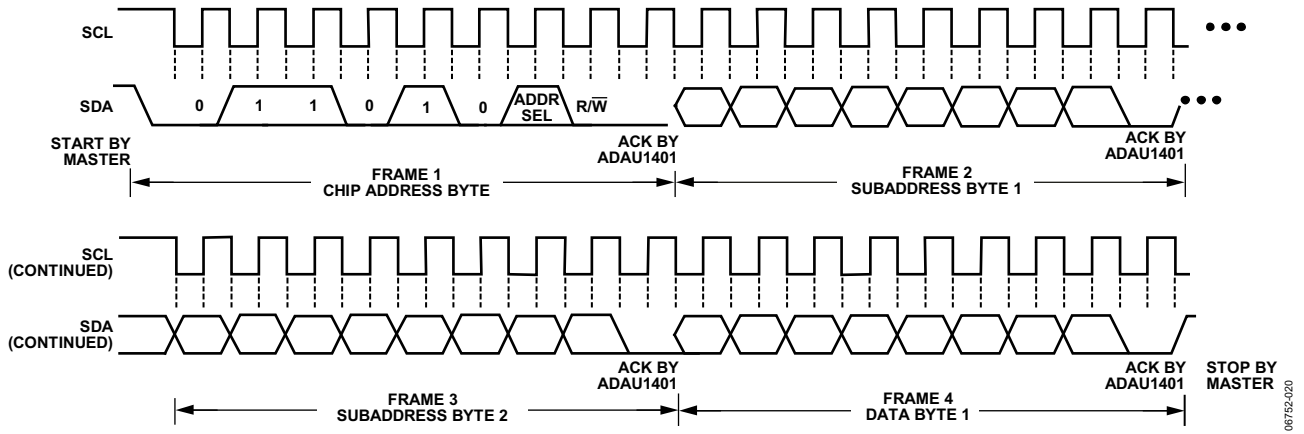 SCL
•••
SDA
0 1 1 0 1 0 ADDR SEL R/W̅
•••
START BY MASTER
ACK BY ADAU1401
ACK BY ADAU1401
FRAME 1
CHIP ADDRESS BYTE
FRAME 2
SUBADDRESS BYTE 1
SCL
(CONTINUED)
SDA
(CONTINUED)
ACK BY ADAU1401
ACK BY ADAU1401
STOP BY MASTER
FRAME 3
SUBADDRESS BYTE 2
FRAME 4
DATA BYTE 1
06752-020